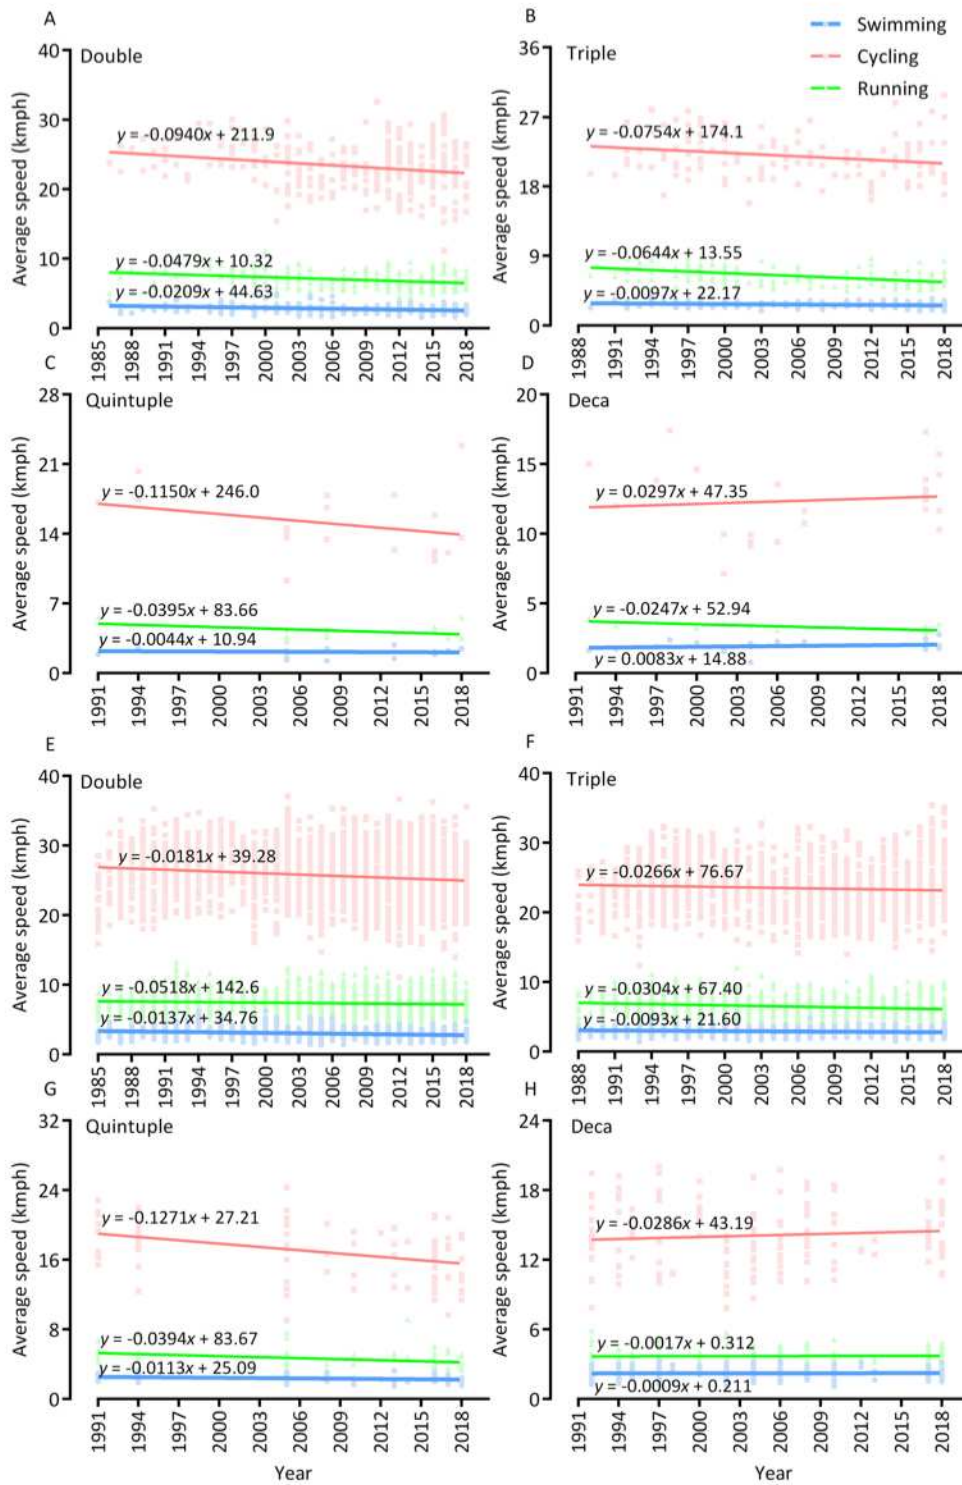 A
B
Swimming
Cycling
Running
Double
Average speed (kmph)
40
30
20
10
0
y = -0.0940x + 211.9
y = -0.0479x + 10.32
y = -0.0209x + 44.63
1985 1988 1991 1994 1997 2000 2003 2006 2009 2012 2015 2018
Triple
Average speed (kmph)
36
27
18
9
0
y = -0.0754x + 174.1
y = -0.0644x + 13.55
y = -0.0097x + 22.17
1988 1991 1994 1997 2000 2003 2006 2009 2012 2015 2018
C
D
Quintuple
Average speed (kmph)
28
21
14
7
0
y = -0.1150x + 246.0
y = -0.0395x + 83.66
y = -0.0044x + 10.94
1991 1994 1997 2000 2003 2006 2009 2012 2015 2018
Deca
Average speed (kmph)
20
15
10
5
0
y = 0.0297x + 47.35
y = -0.0247x + 52.94
y = 0.0083x + 14.88
1991 1994 1997 2000 2003 2006 2009 2012 2015 2018
E
F
Double
Average speed (kmph)
40
30
20
10
0
y = -0.0181x + 39.28
y = -0.0518x + 142.6
y = -0.0137x + 34.76
1985 1988 1991 1994 1997 2000 2003 2006 2009 2012 2015 2018
Triple
Average speed (kmph)
40
30
20
10
0
y = -0.0266x + 76.67
y = -0.0304x + 67.40
y = -0.0093x + 21.60
1988 1991 1994 1997 2000 2003 2006 2009 2012 2015 2018
G
H
Quintuple
Average speed (kmph)
32
24
16
8
0
y = -0.1271x + 27.21
y = -0.0394x + 83.67
y = -0.0113x + 25.09
1991 1994 1997 2000 2003 2006 2009 2012 2015 2018
Year
Deca
Average speed (kmph)
24
18
12
6
0
y = -0.0286x + 43.19
y = -0.0017x + 0.312
y = -0.0009x + 0.211
1991 1994 1997 2000 2003 2006 2009 2012 2015 2018
Year